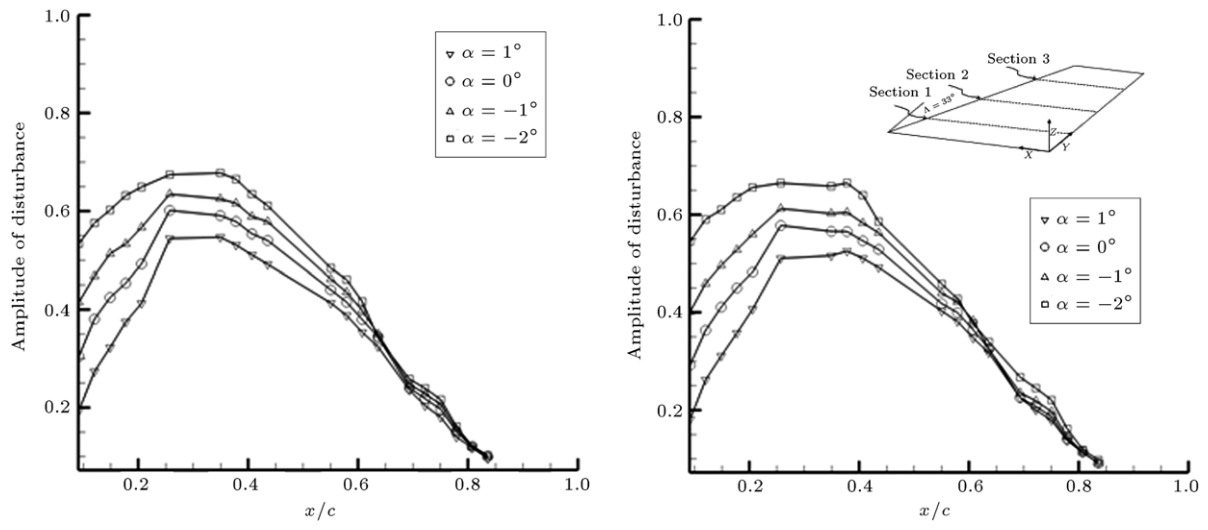 1.0
0.8
0.6
0.4
0.2
Amplitude of disturbance
α = 1°
α = 0°
α = −1°
α = −2°
0.2 0.4 0.6 0.8 1.0
x/c
1.0
0.8
0.6
0.4
0.2
Amplitude of disturbance
Section 3
Section 2
Section 1
Λ = 33°
Z
X
Y
α = 1°
α = 0°
α = −1°
α = −2°
0.2 0.4 0.6 0.8 1.0
x/c